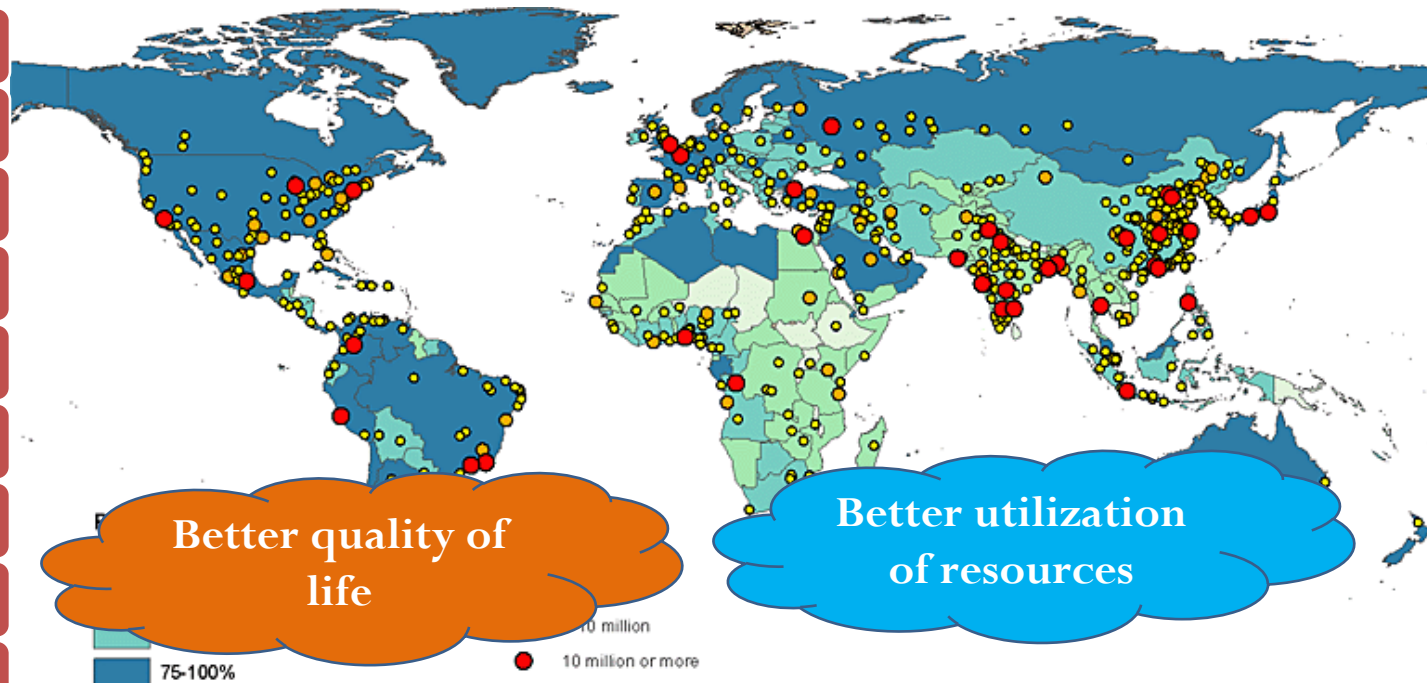 Better quality of
life
Better utilization
of resources
10 million
75-100%
10 million or more